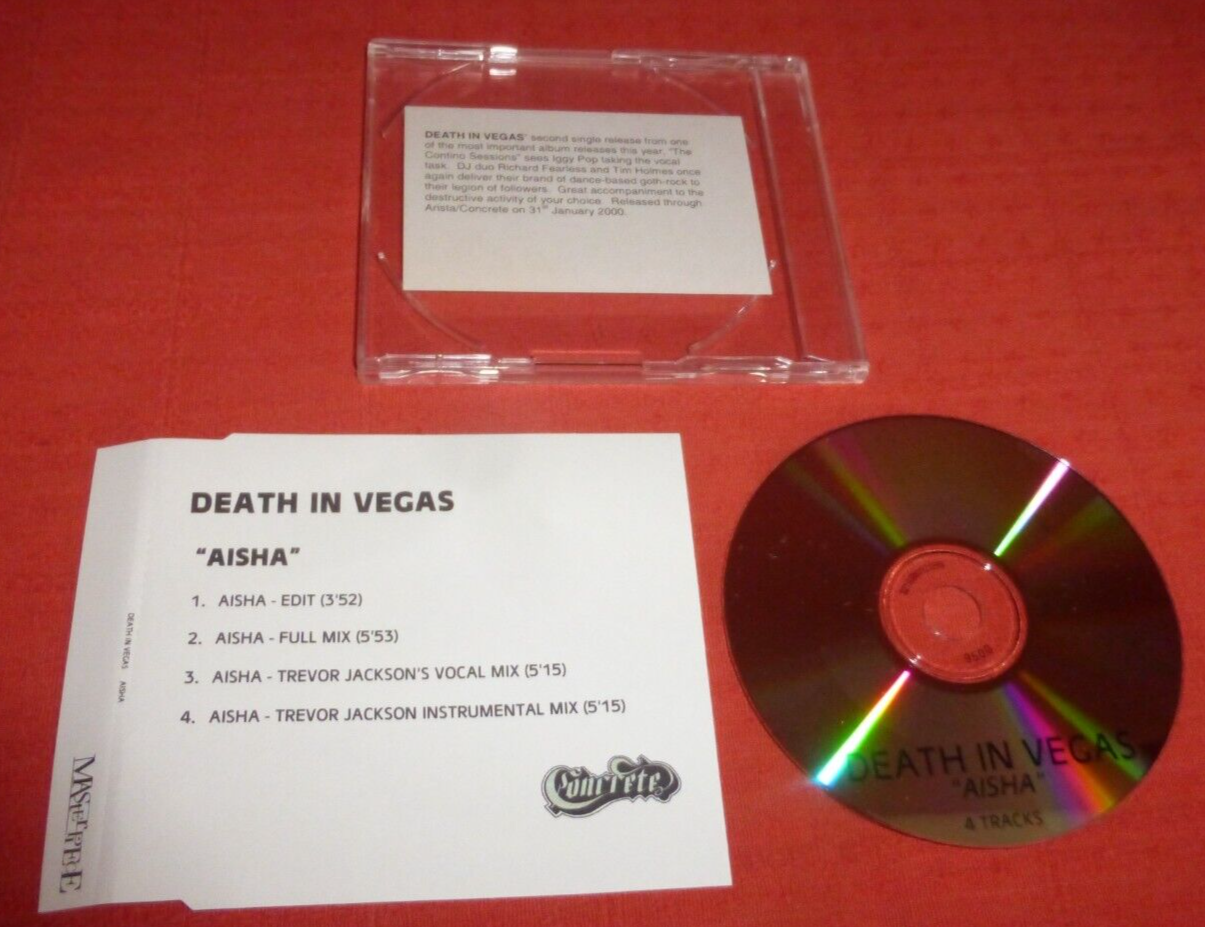 DEATH IN VEGAS' second single release from one
of the most important album releases this year, "The
Contino Sessions" sees Iggy Pop taking the vocal
task. DJ duo Richard Fearless and Tim Holmes once
again deliver their brand of dance-based goth-rock to
their legion of followers. Great accompaniment to the
destructive activity of your choice. Released through
Arista/Concrete on 31st January 2000.
DEATH IN VEGAS
"AISHA"
1. AISHA - EDIT (3'52)
2. AISHA - FULL MIX (5'53)
3. AISHA - TREVOR JACKSON'S VOCAL MIX (5'15)
4. AISHA - TREVOR JACKSON INSTRUMENTAL MIX (5'15)
Concrete
DEATH IN VEGAS AISHA
MASTERPIECE
DEATH IN VEGAS
"AISHA"
4 TRACKS